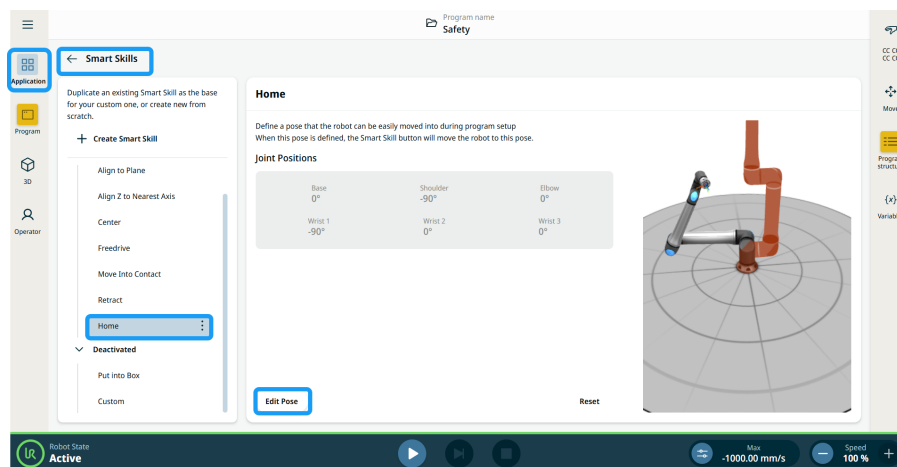 Program name
Safety
Application
Program
3D
Operator
← Smart Skills
Duplicate an existing Smart Skill as the base
for your custom one, or create new from
scratch.
+ Create Smart Skill
Align to Plane
Align Z to Nearest Axis
Center
Freedrive
Move Into Contact
Retract
Home
Deactivated
Put into Box
Custom
Home
Define a pose that the robot can be easily moved into during program setup
When this pose is defined, the Smart Skill button will move the robot to this pose.
Joint Positions
Base Shoulder Elbow
0° -90° 0°
Wrist 1 Wrist 2 Wrist 3
-90° 0° 0°
Edit Pose Reset
Move
{x}
UR
Robot State
Active
Max
-1000.00 mm/s
Speed
100 %